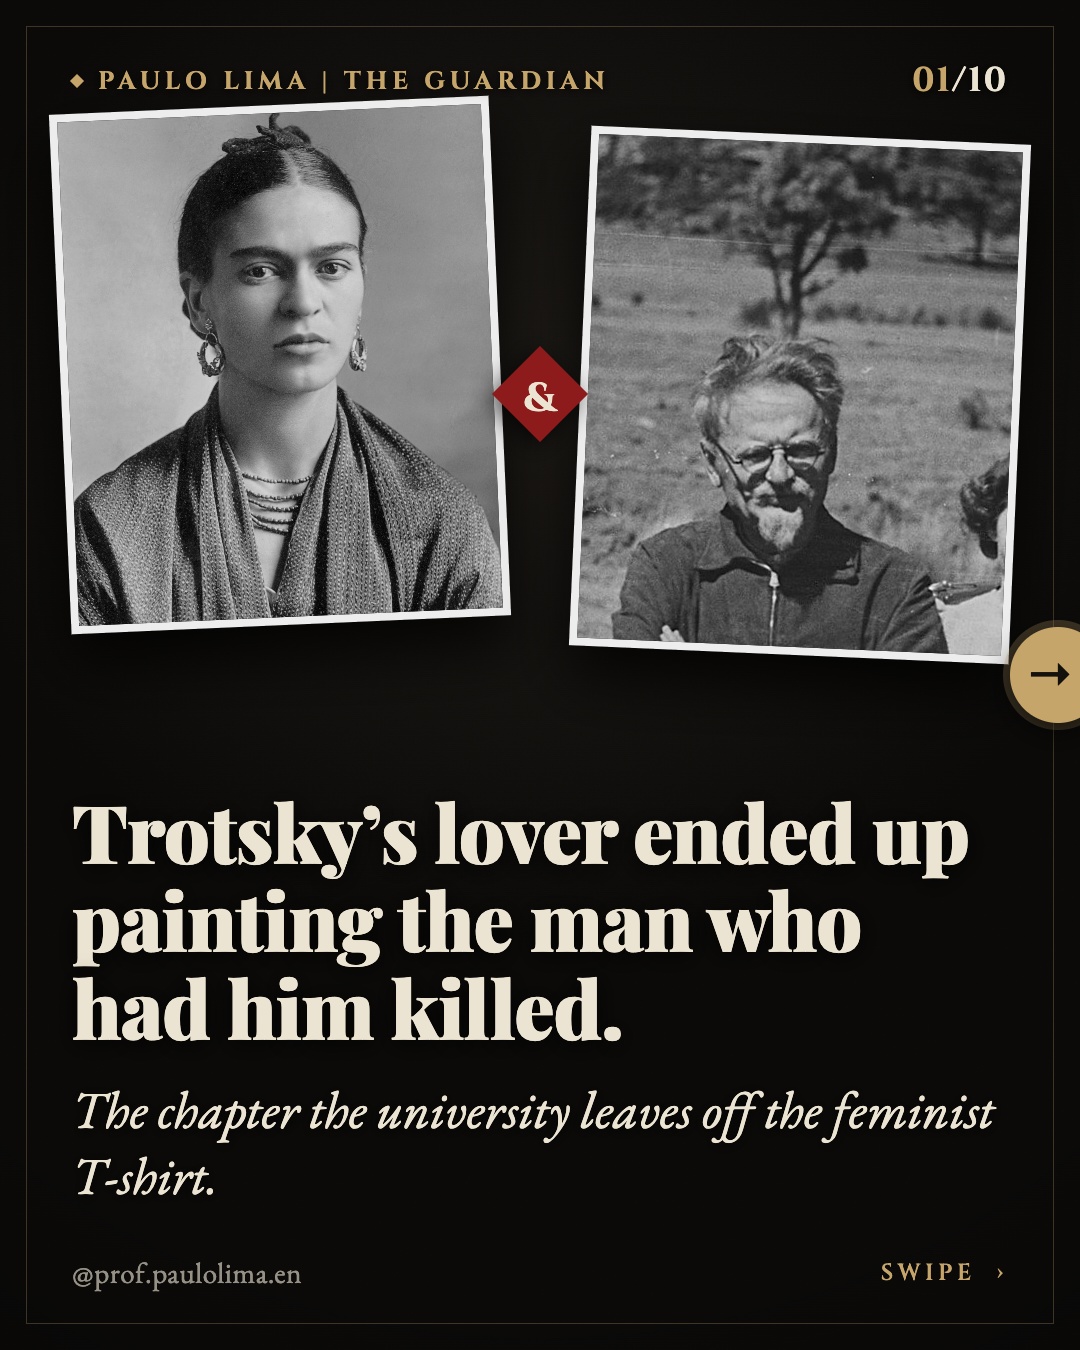 ◆ PAULO LIMA | THE GUARDIAN
01/10
&
→
Trotsky’s lover ended up
painting the man who
had him killed.
The chapter the university leaves off the feminist
T-shirt.
@prof.paulolima.en
SWIPE ›